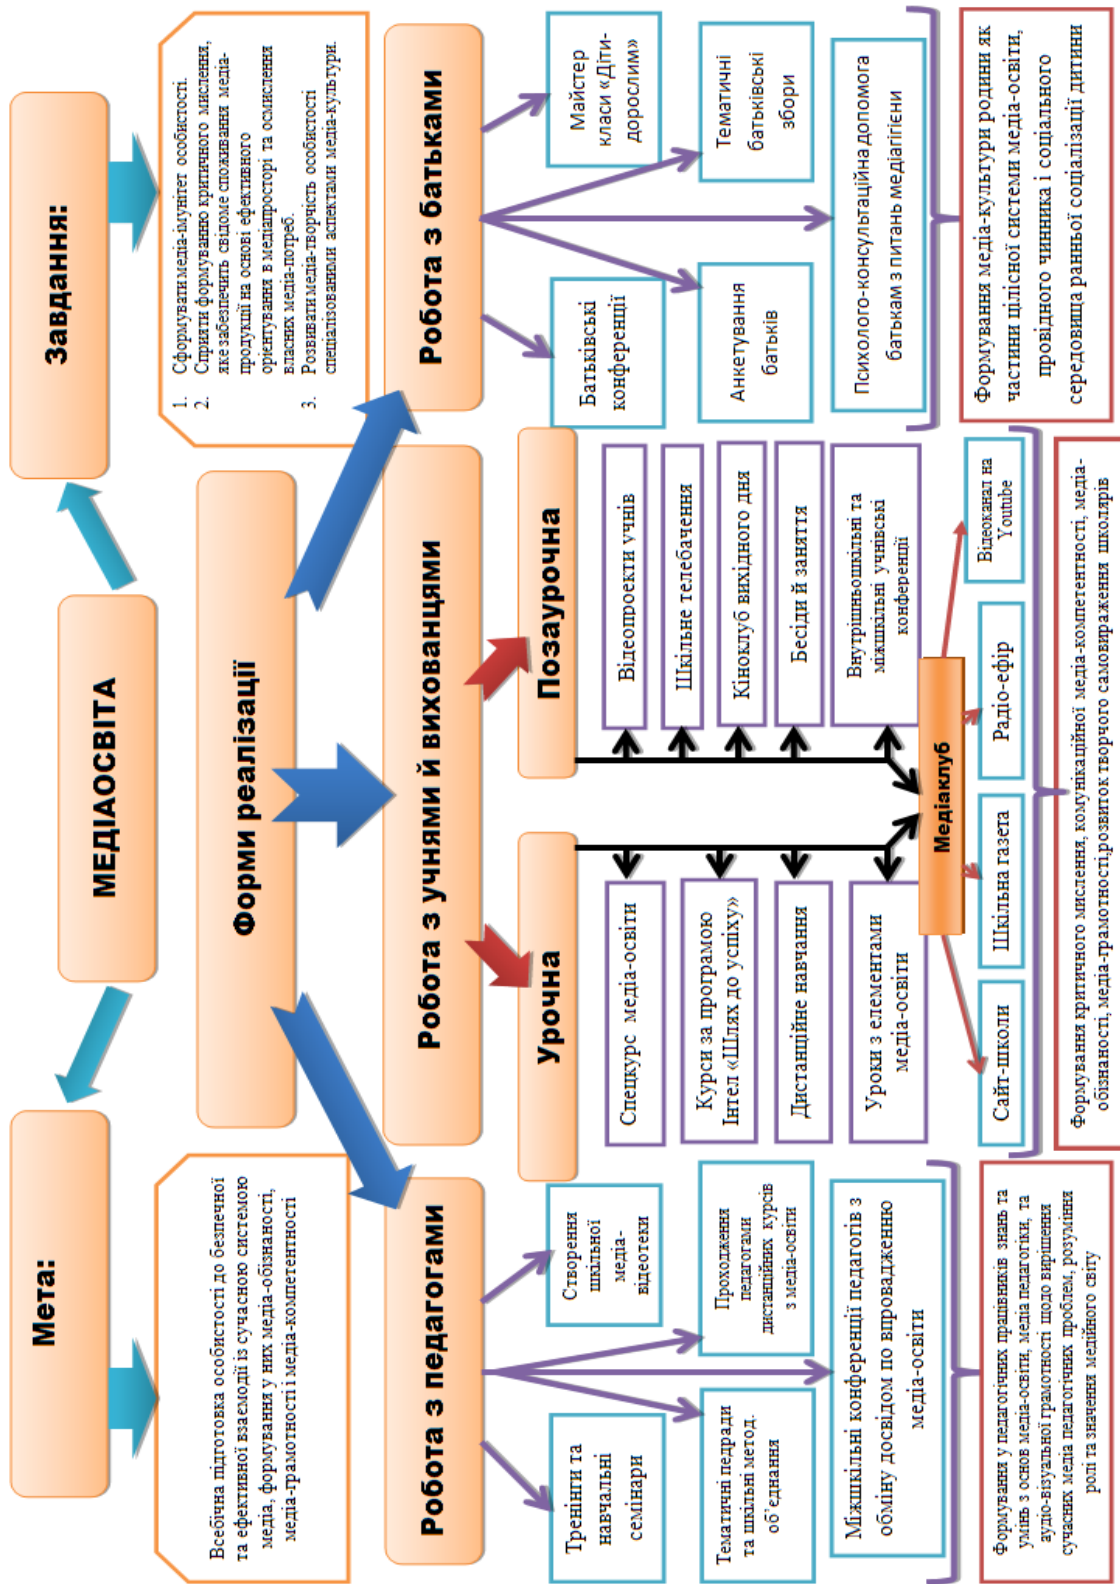 МЕДІАОСВІТА
Мета:
Завдання:
Всебічна підготовка особистості до безпечної
та ефективної взаємодії із сучасною системою
медіа, формування у них медіа-обізнаності,
медіа-грамотності і медіа-компетентності
Форми реалізації
1. Сформувати медіа-імунітет особистості.
2. Сприяти формуванню критичного мислення,
яке забезпечить свідоме споживання медіа-
продукції на основі ефективного
орієнтування в медіапросторі та осмислення
власних медіа-потреб.
3. Розвивати медіа-творчість особистості
спеціалізованими аспектами медіа-культури.
Робота з педагогами
Робота з учнями й вихованцями
Робота з батьками
Тренінги та
навчальні
семінари
Створення
шкільної
медіа-
відеотеки
Тематичні педради
та шкільні метод.
об’єднання
Проходження
педагогами
дистанційних курсів
з медіа-освіти
Міжшкільні конференції педагогів з
обміну досвідом по впровадженню
медіа-освіти
Формування у педагогічних працівників знань та
умінь з основ медіа-освіти, медіа педагогіки, та
аудіо-візуальної грамотності щодо вирішення
сучасних медіа педагогічних проблем, розуміння
ролі та значення медійного світу
Урочна
Позаурочна
Спецкурс медіа-освіти
Курси за програмою
Інтел «Шлях до успіху»
Дистанційне навчання
Уроки з елементами
медіа-освіти
Відеопроекти учнів
Шкільне телебачення
Кіноклуб вихідного дня
Бесіди й заняття
Внутрішньошкільні та
міжшкільні учнівські
конференції
Медіаклуб
Сайт-школи
Шкільна газета
Радіо-ефір
Відеоканал на
Youtube
Формування критичного мислення, комунікаційної медіа-компетентності, медіа-
обізнаності, медіа-грамотності,розвиток творчого самовираження школярів
Батьківські
конференції
Майстер
класи «Діти-
дорослим»
Анкетування
батьків
Тематичні
батьківські
збори
Психолого-консультаційна допомога
батькам з питань медіагігієни
Формування медіа-культури родини як
частини цілісної системи медіа-освіти,
провідного чинника і соціального
середовища ранньої соціалізації дитини